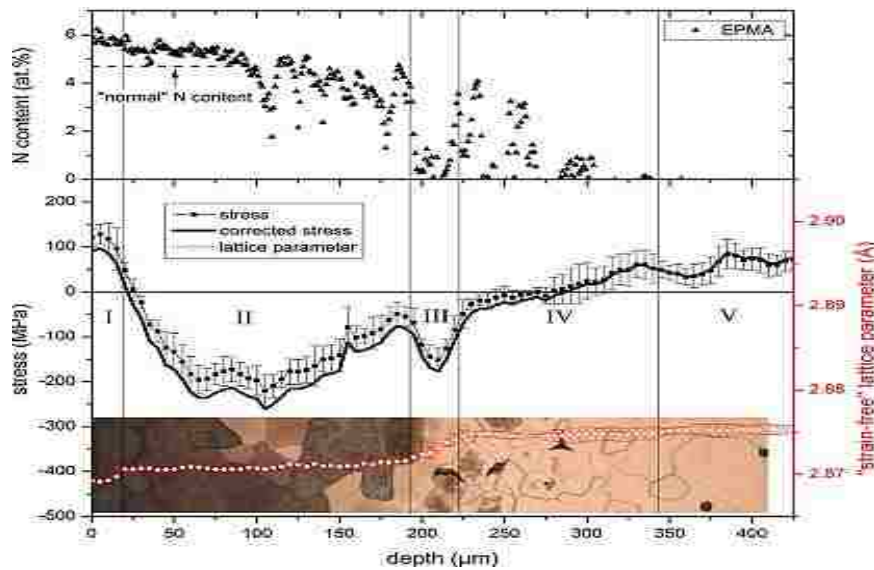 N content (at.%)
6
4
2
0
EPMA
"normal" N content
stress (MPa)
200
100
0
-100
-200
-300
-400
-500
stress
corrected stress
lattice parameter
I
II
III
IV
V
"strain-free" lattice parameter (Å)
2.90
2.89
2.88
2.87
0 50 100 150 200 250 300 350 400
depth (µm)